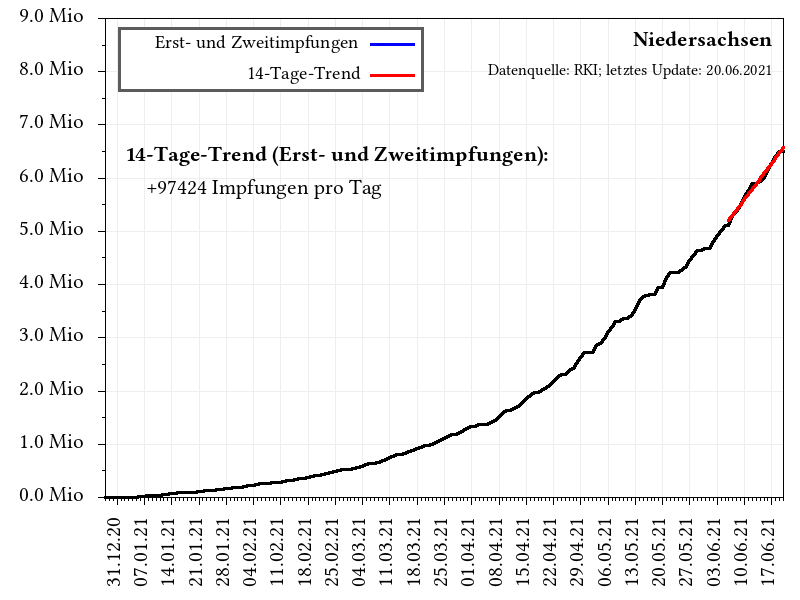 9.0 Mio
8.0 Mio
7.0 Mio
6.0 Mio
5.0 Mio
4.0 Mio
3.0 Mio
2.0 Mio
1.0 Mio
0.0 Mio
Erst- und Zweitimpfungen
14-Tage-Trend
Niedersachsen
Datenquelle: RKI; letztes Update: 20.06.2021
14-Tage-Trend (Erst- und Zweitimpfungen):
+97424 Impfungen pro Tag
31.12.20
07.01.21
14.01.21
21.01.21
28.01.21
04.02.21
11.02.21
18.02.21
25.02.21
04.03.21
11.03.21
18.03.21
25.03.21
01.04.21
08.04.21
15.04.21
22.04.21
29.04.21
06.05.21
13.05.21
20.05.21
27.05.21
03.06.21
10.06.21
17.06.21